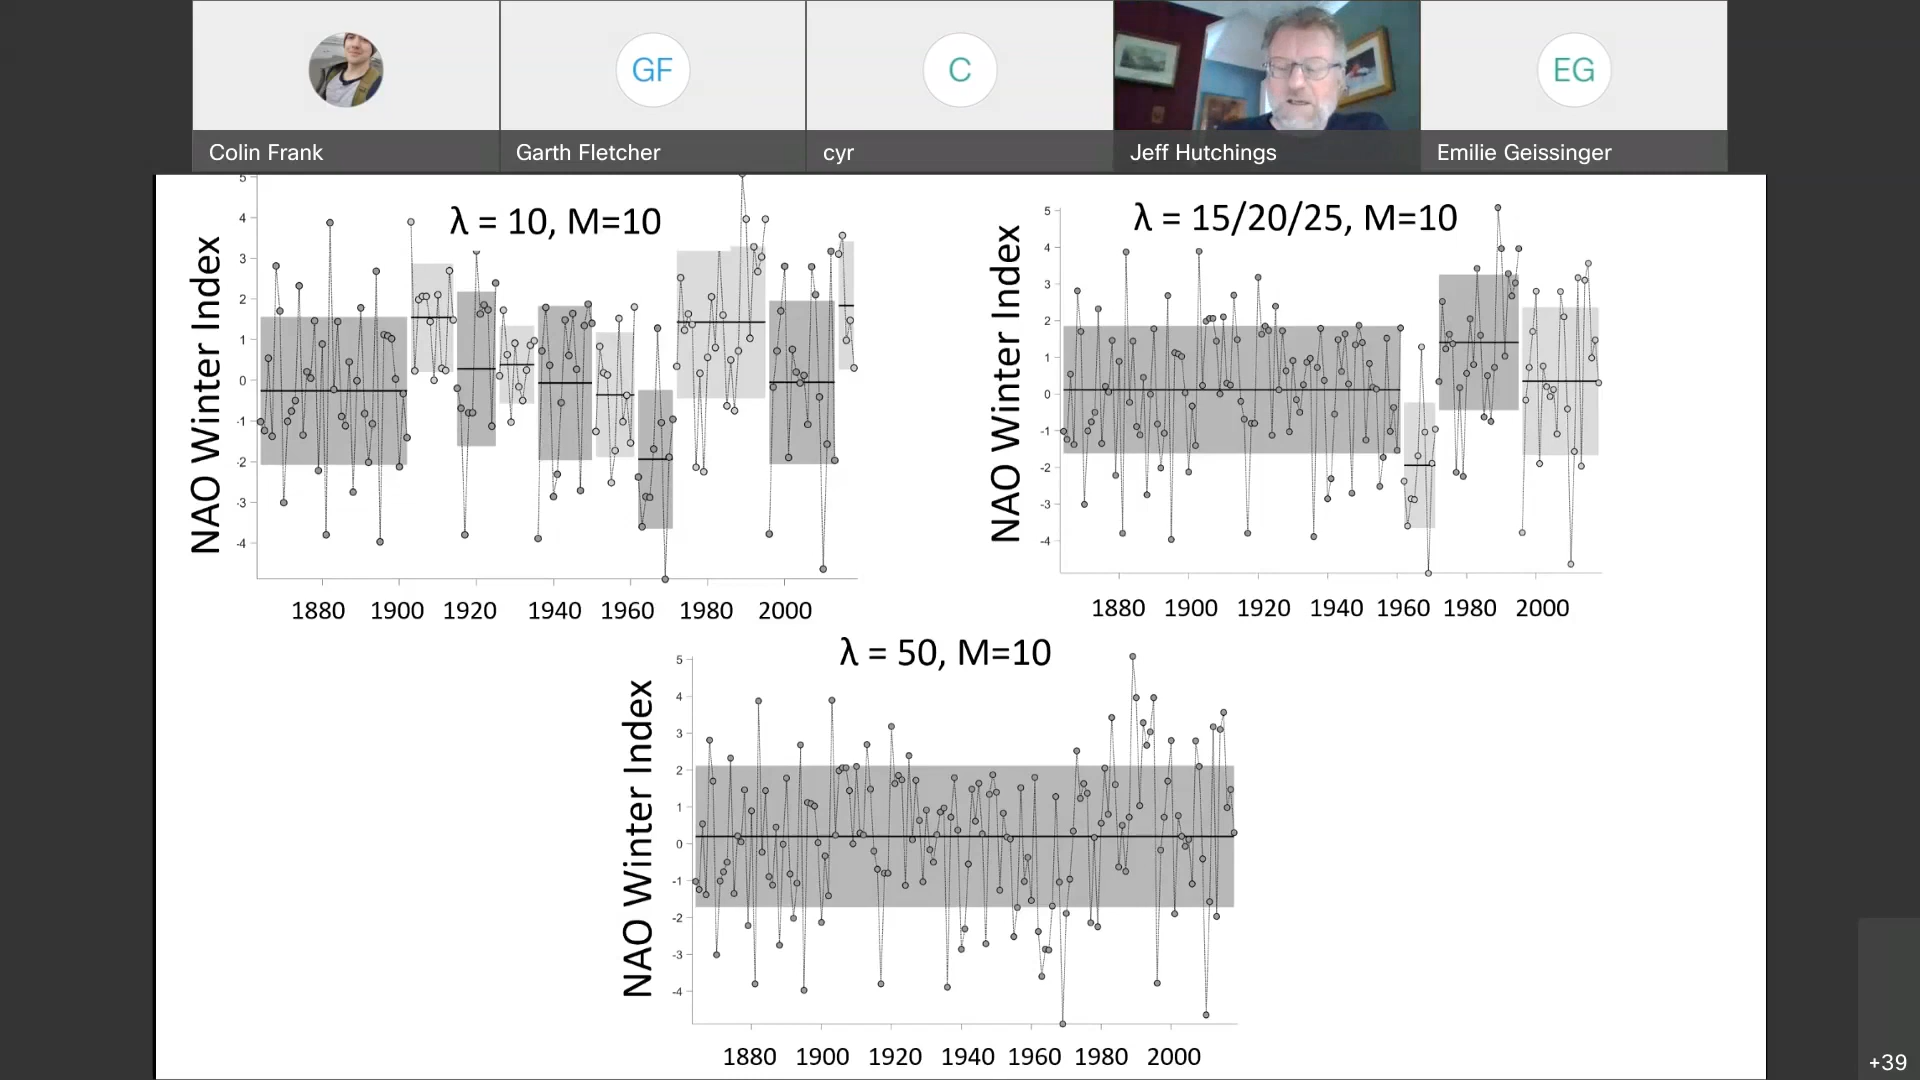 GF
C
EG
Colin Frank
Garth Fletcher
cyr
Jeff Hutchings
Emilie Geissinger
λ = 10, M=10
NAO Winter Index
5
4
3
2
1
0
-1
-2
-3
-4
1880 1900 1920 1940 1960 1980 2000
λ = 15/20/25, M=10
NAO Winter Index
5
4
3
2
1
0
-1
-2
-3
-4
1880 1900 1920 1940 1960 1980 2000
λ = 50, M=10
NAO Winter Index
5
4
3
2
1
0
-1
-2
-3
-4
1880 1900 1920 1940 1960 1980 2000
+39